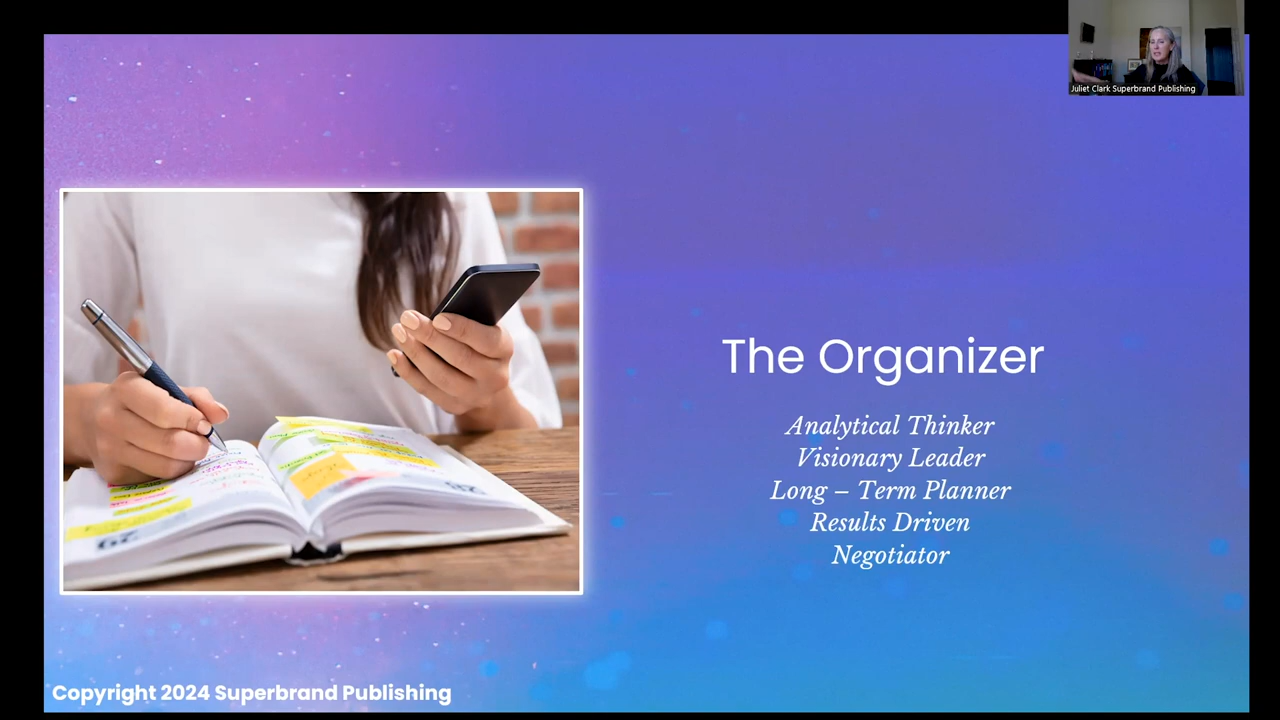 Juliet Clark Superbrand Publishing
The Organizer
Analytical Thinker
Visionary Leader
Long – Term Planner
Results Driven
Negotiator
Copyright 2024 Superbrand Publishing